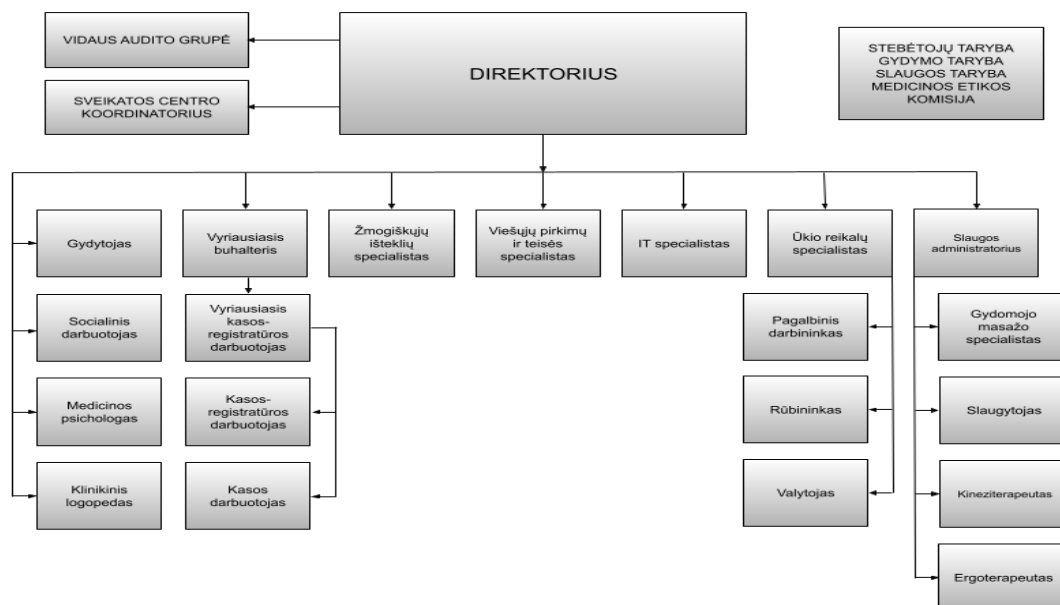 VIDAUS AUDITO GRUPĖ
DIREKTORIUS
STEBĖTOJŲ TARYBA
GYDYMO TARYBA
SLAUGOS TARYBA
MEDICINOS ETIKOS
KOMISIJA
SVEIKATOS CENTRO
KOORDINATORIUS
Gydytojas
Vyriausiasis
buhalteris
Žmogiškųjų
išteklių
specialistas
Viešųjų pirkimų
ir teisės
specialistas
IT specialistas
Ūkio reikalų
specialistas
Slaugos
administratorius
Socialinis
darbuotojas
Vyriausiasis
kasos-
registratūros
darbuotojas
Pagalbinis
darbininkas
Gydomojo
masažo
specialistas
Medicinos
psichologas
Kasos-
registratūros
darbuotojas
Rūbininkas
Slaugytojas
Klinikinis
logopedas
Kasos
darbuotojas
Valytojas
Kineziterapeutas
Ergoterapeutas